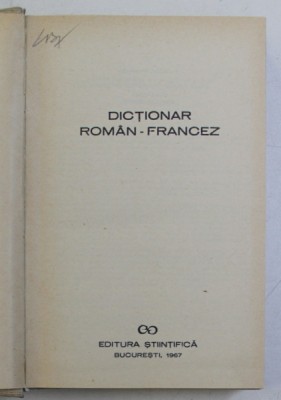 DICȚIONAR
ROMÂN - FRANCEZ
EDITURA ȘTIINȚIFICĂ
BUCUREȘTI, 1967